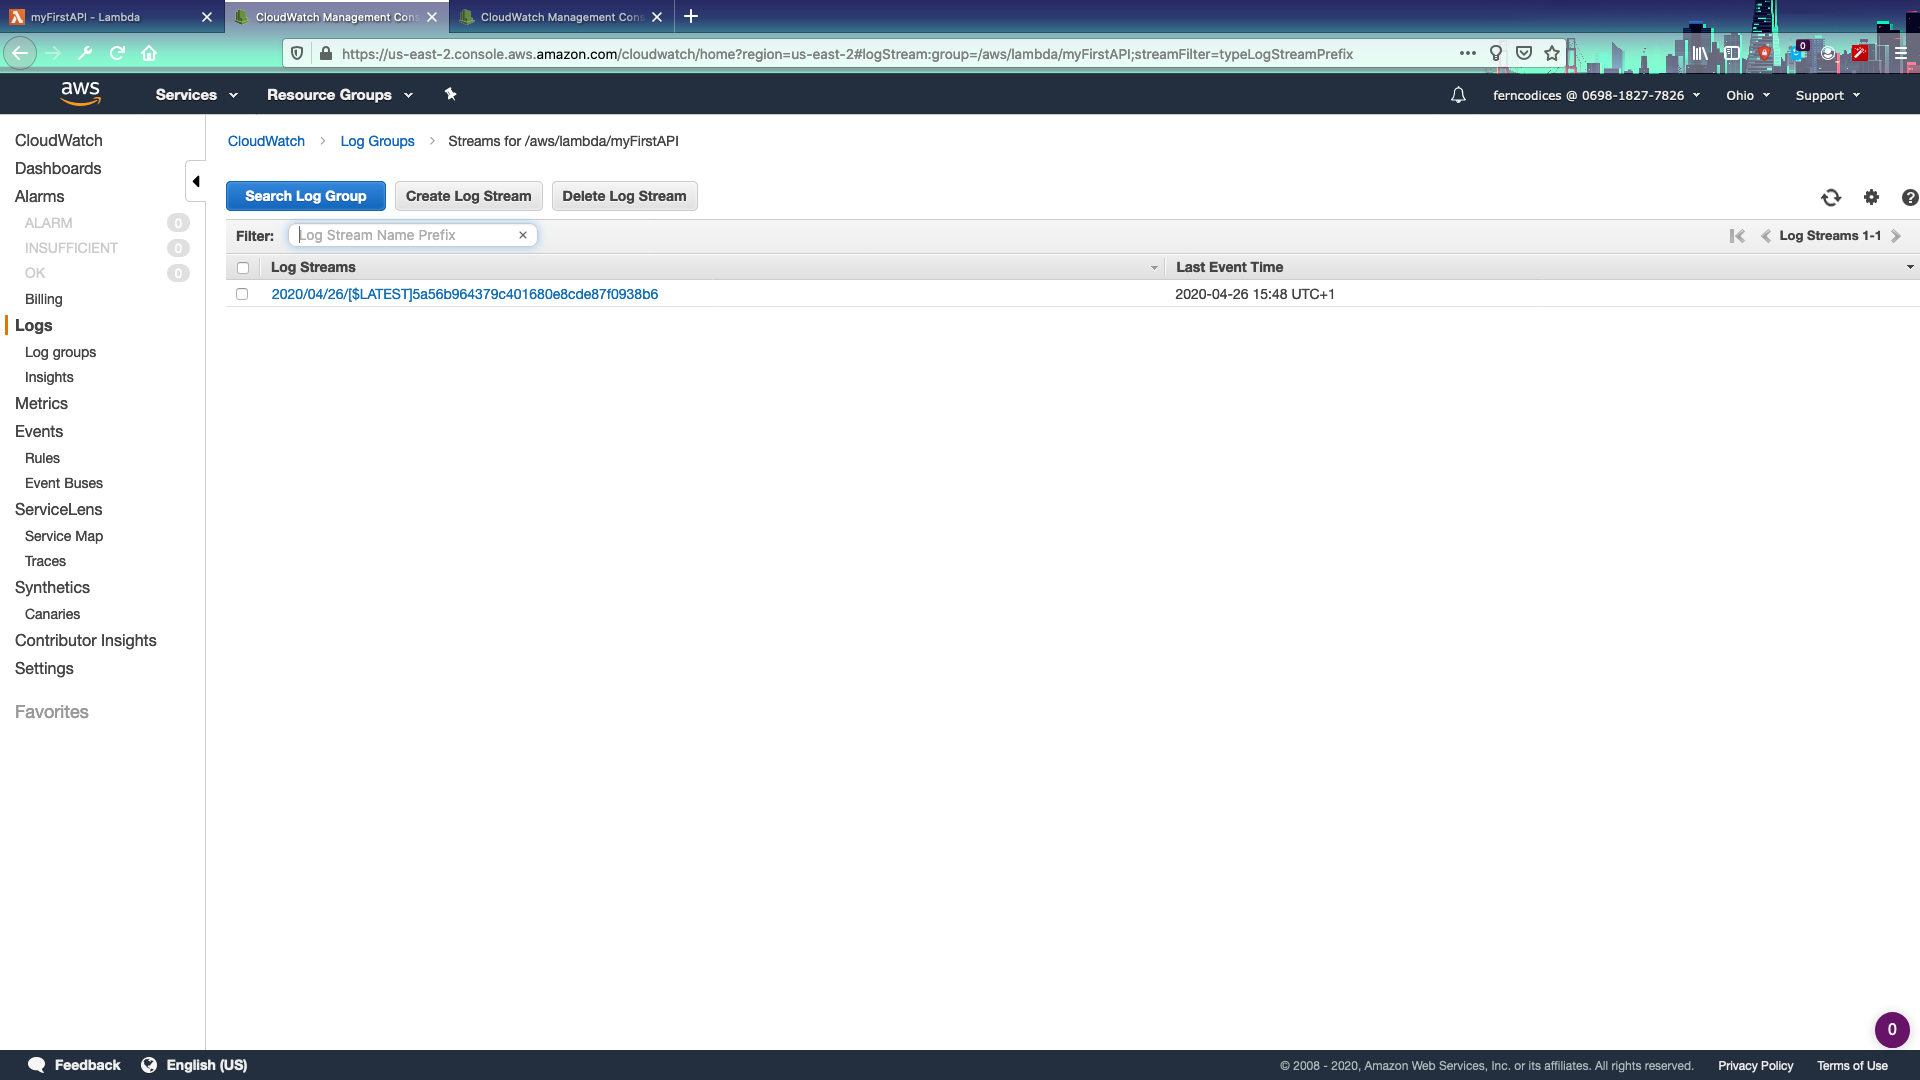 myFirstAPI - Lambda
CloudWatch Management Cons
CloudWatch Management Cons
https://us-east-2.console.aws.amazon.com/cloudwatch/home?region=us-east-2#logStream:group=/aws/lambda/myFirstAPI;streamFilter=typeLogStreamPrefix
0
aws
Services
Resource Groups
ferncodices @ 0698-1827-7826
Ohio
Support
CloudWatch
Dashboards
Alarms
ALARM 0
INSUFFICIENT 0
OK 0
Billing
Logs
Log groups
Insights
Metrics
Events
Rules
Event Buses
ServiceLens
Service Map
Traces
Synthetics
Canaries
Contributor Insights
Settings
Favorites
CloudWatch > Log Groups > Streams for /aws/lambda/myFirstAPI
Search Log Group
Create Log Stream
Delete Log Stream
Filter: Log Stream Name Prefix
Log Streams 1-1
Log Streams
Last Event Time
2020/04/26/[$LATEST]5a56b964379c401680e8cde87f0938b6
2020-04-26 15:48 UTC+1
0
Feedback
English (US)
© 2008 - 2020, Amazon Web Services, Inc. or its affiliates. All rights reserved.
Privacy Policy
Terms of Use